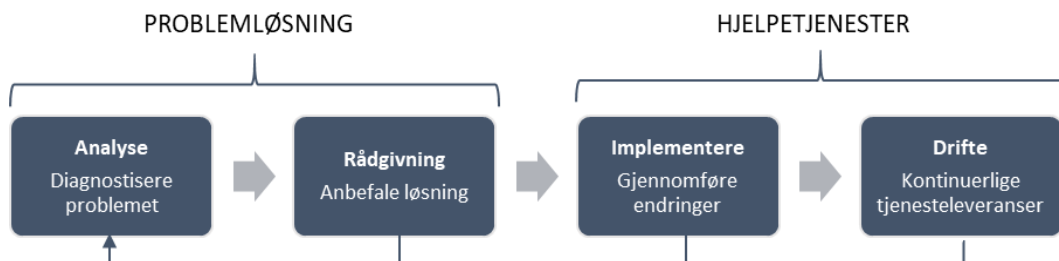 PROBLEMLØSNING
HJELPETJENESTER
Analyse
Diagnostisere
problemet
Rådgivning
Anbefale løsning
Implementere
Gjennomføre
endringer
Drifte
Kontinuerlige
tjenesteleveranser